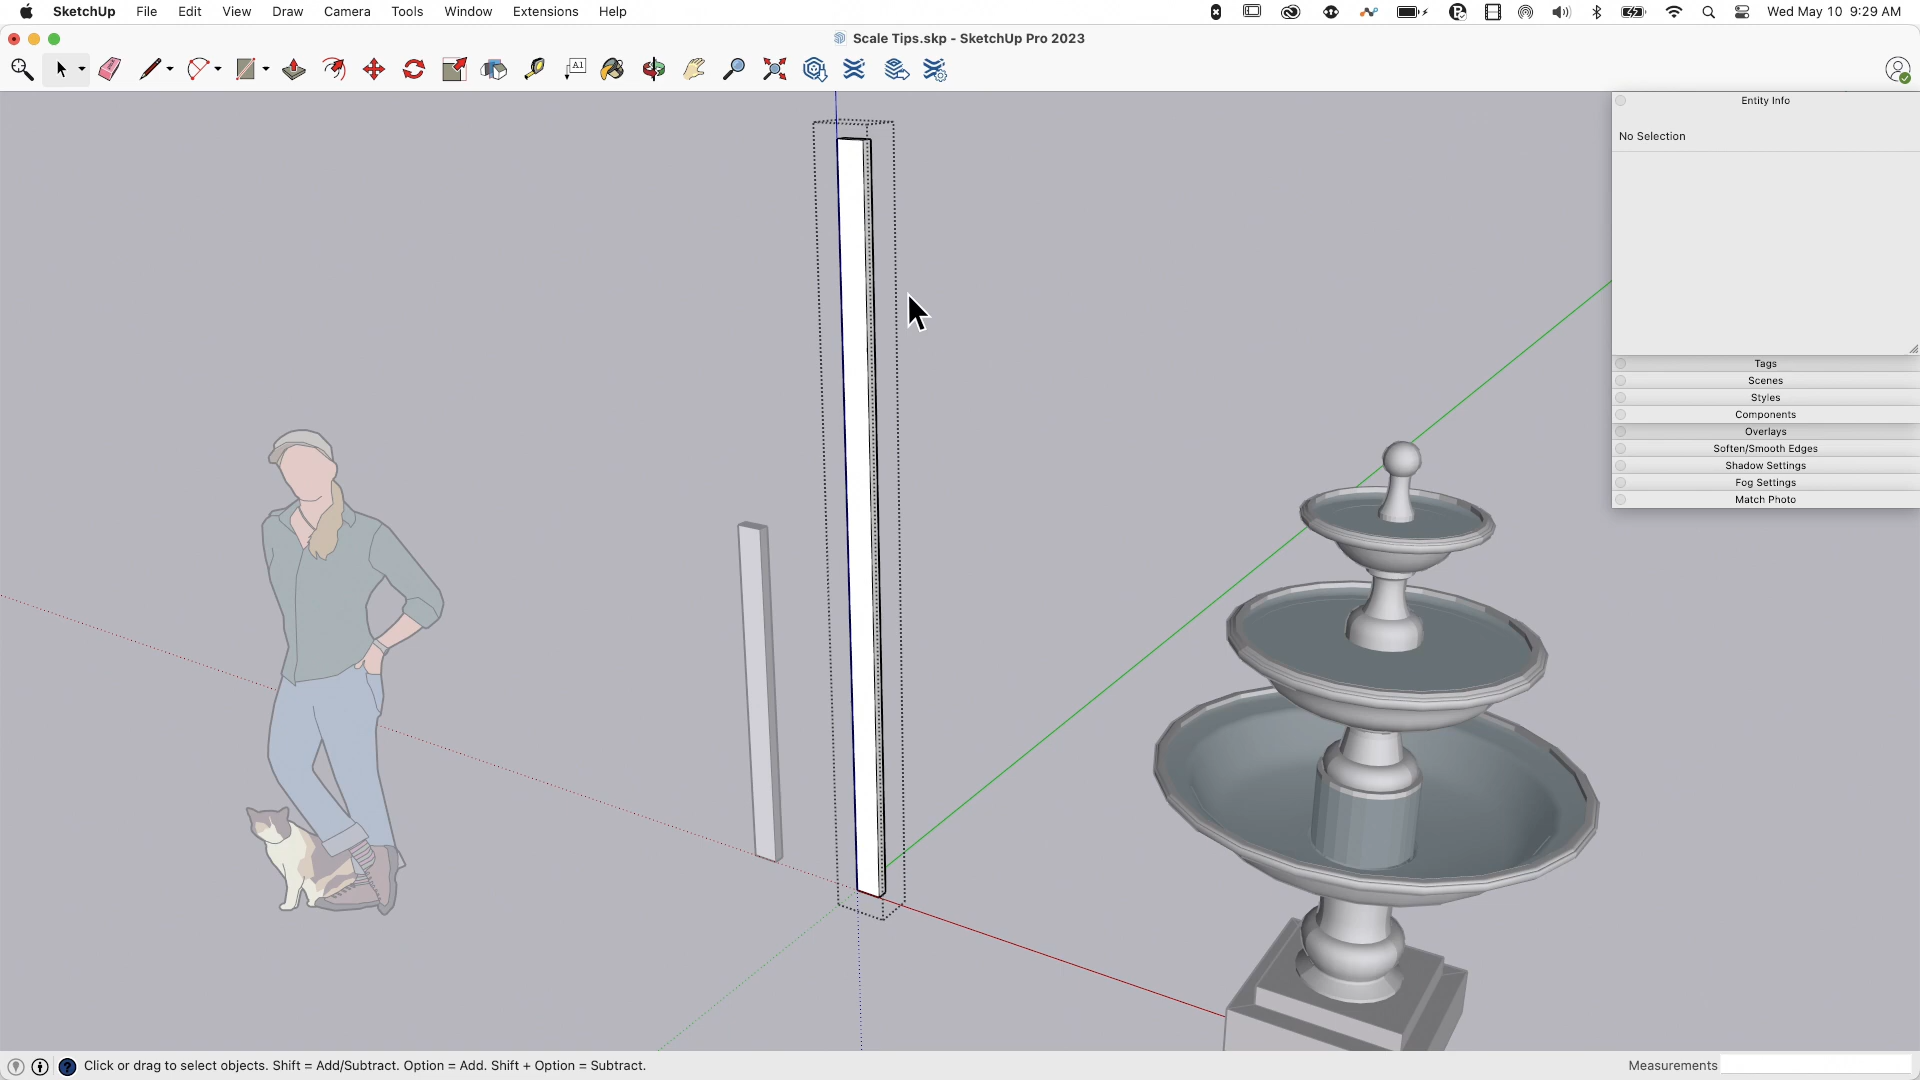 SketchUp File Edit View Draw Camera Tools Window Extensions Help
Wed May 10 9:29 AM
Scale Tips.skp - SketchUp Pro 2023
A1
Entity Info
No Selection
Tags
Scenes
Styles
Components
Overlays
Soften/Smooth Edges
Shadow Settings
Fog Settings
Match Photo
Click or drag to select objects. Shift = Add/Subtract. Option = Add. Shift + Option = Subtract.
Measurements